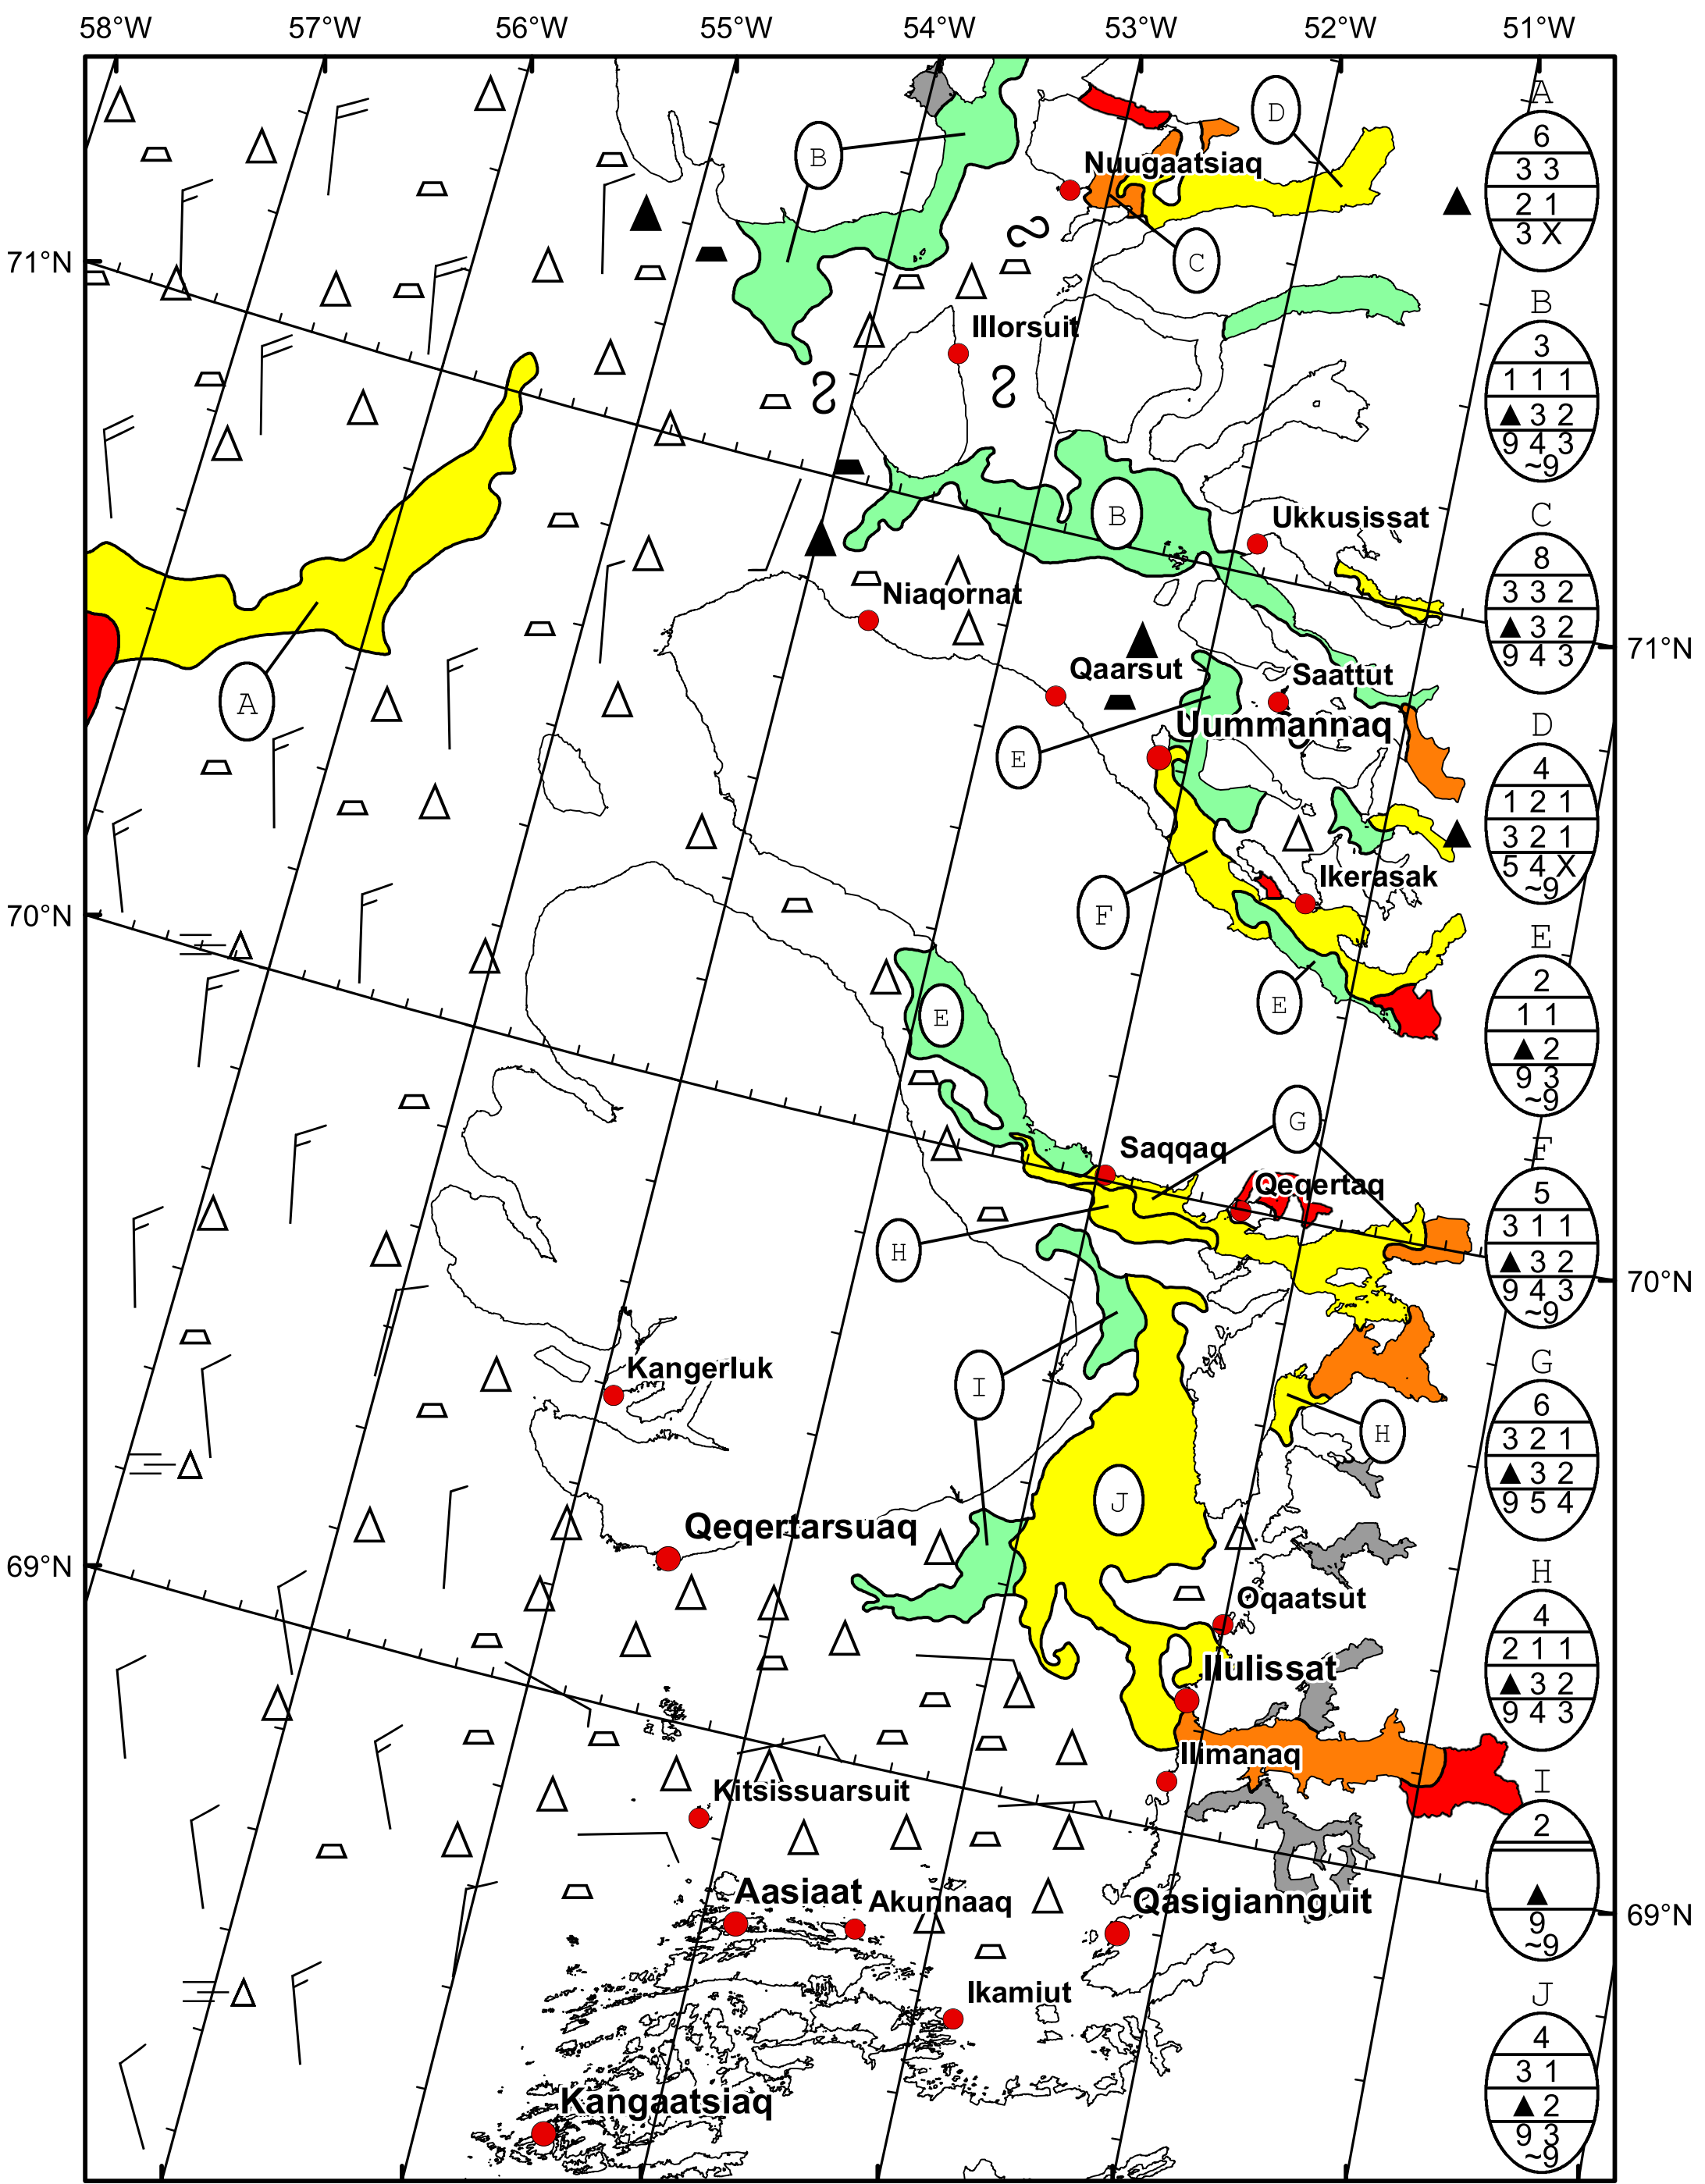 58°W 57°W 56°W 55°W 54°W 53°W 52°W 51°W
A
6
3 3
2 1
3 X
D
B
Nuugaatsiaq
C
71°N
B
3
1 1 1
▲ 3 2
9 4 3
~9
Illorsuit
B
Ukkusissat
C
8
3 3 2
▲ 3 2
9 4 3
Niaqornat
71°N
Qaarsut
Saattut
A
Uummannaq
E
D
4
1 2 1
3 2 1
5 4 X
~9
Ikerasak
F
70°N
E
2
1 1
▲ 2
9 3
~9
E
E
G
Saqqaq
Qeqertaq
H
F
5
3 1 1
▲ 3 2
9 4 3
~9
70°N
Kangerluk
I
H
G
6
3 2 1
▲ 3 2
9 5 4
J
Qeqertarsuaq
69°N
Oqaatsut
H
4
2 1 1
▲ 3 2
9 4 3
Ilulissat
Ilimanaq
Kitsissuarsuit
I
2
▲
9
~9
Aasiaat
Akunnaaq
Qasigiannguit
69°N
Ikamiut
J
4
3 1
▲ 2
9 3
~9
Kangaatsiaq